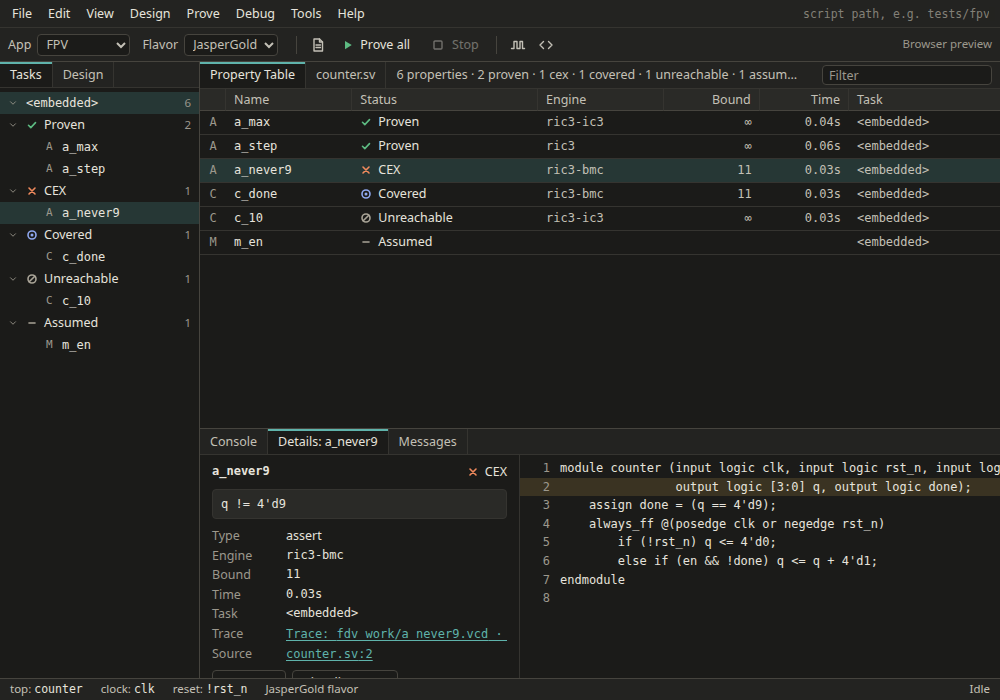 File Edit View Design Prove Debug Tools Help script path, e.g. tests/fpv
App FPV Flavor JasperGold Prove all Stop Browser preview
Tasks Design Property Table counter.sv 6 properties · 2 proven · 1 cex · 1 covered · 1 unreachable · 1 assum... Filter
<embedded> 6
Proven 2
A a_max
A a_step
CEX 1
A a_never9
Covered 1
C c_done
Unreachable 1
C c_10
Assumed 1
M m_en
Name Status Engine Bound Time Task
A a_max Proven ric3-ic3 ∞ 0.04s <embedded>
A a_step Proven ric3 ∞ 0.06s <embedded>
A a_never9 CEX ric3-bmc 11 0.03s <embedded>
C c_done Covered ric3-bmc 11 0.03s <embedded>
C c_10 Unreachable ric3-ic3 ∞ 0.03s <embedded>
M m_en Assumed <embedded>
Console Details: a_never9 Messages
a_never9 CEX
q != 4'd9
Type assert
Engine ric3-bmc
Bound 11
Time 0.03s
Task <embedded>
Trace Trace: fdv_work/a_never9.vcd ·
Source counter.sv:2
1 module counter (input logic clk, input logic rst_n, input log
2 output logic [3:0] q, output logic done);
3 assign done = (q == 4'd9);
4 always_ff @(posedge clk or negedge rst_n)
5 if (!rst_n) q <= 4'd0;
6 else if (en && !done) q <= q + 4'd1;
7 endmodule
8
top: counter clock: clk reset: !rst_n JasperGold flavor Idle